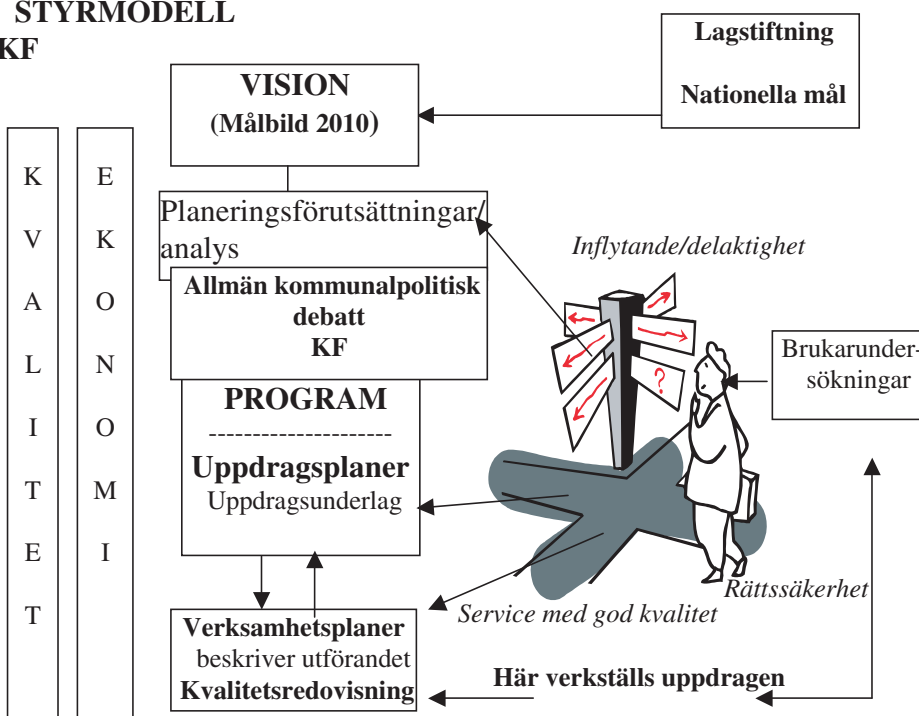 STYRMODELL
KF
Lagstiftning
Nationella mål
VISION
(Målbild 2010)
K
V
A
L
I
T
E
T
E
K
O
N
O
M
I
Planeringsförutsättningar/
analys
Inflytande/delaktighet
Allmän kommunalpolitisk
debatt
KF
?
Brukarunder-
sökningar
PROGRAM
---------------------
Uppdragsplaner
Uppdragsunderlag
Rättssäkerhet
Service med god kvalitet
Verksamhetsplaner
beskriver utförandet
Kvalitetsredovisning
Här verkställs uppdragen